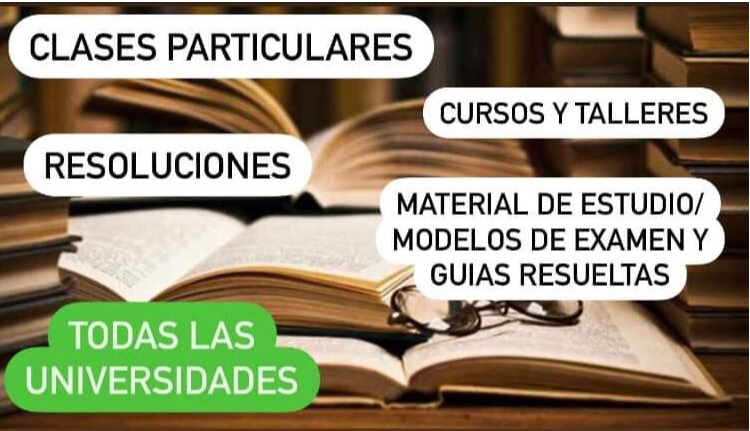 CLASES PARTICULARES
CURSOS Y TALLERES
RESOLUCIONES
MATERIAL DE ESTUDIO/
MODELOS DE EXAMEN Y
GUIAS RESUELTAS
TODAS LAS
UNIVERSIDADES